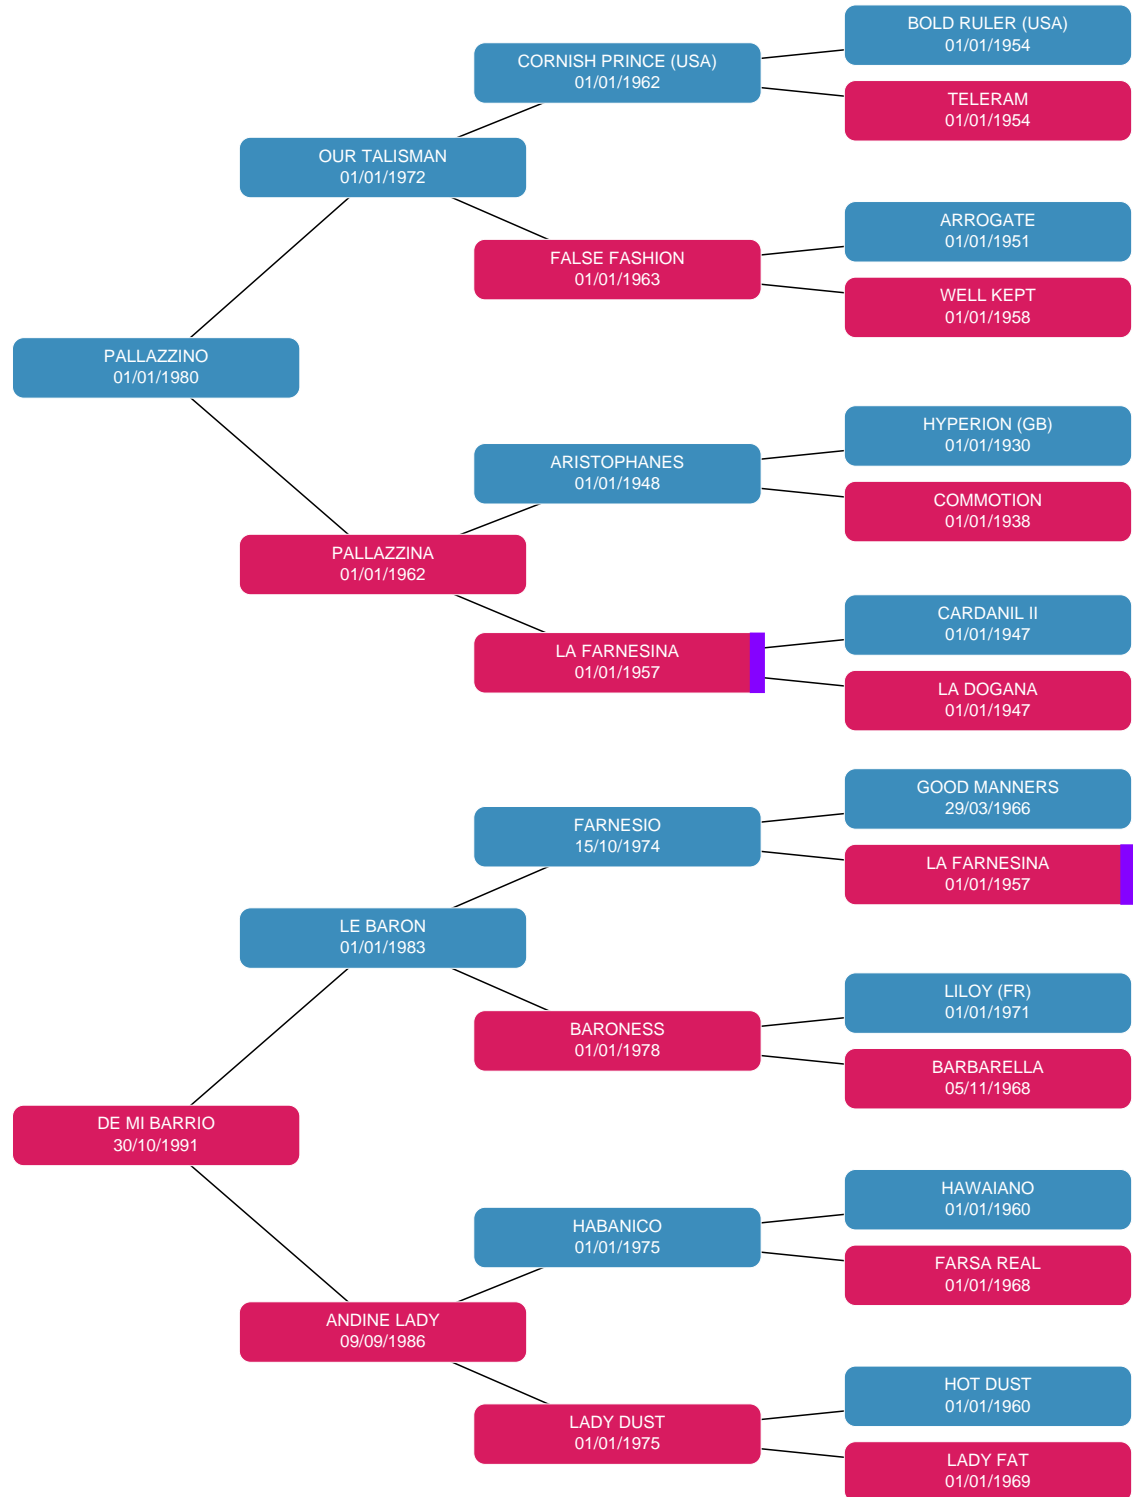 BOLD RULER (USA)
01/01/1954
CORNISH PRINCE (USA)
01/01/1962
TELERAM
01/01/1954
OUR TALISMAN
01/01/1972
ARROGATE
01/01/1951
FALSE FASHION
01/01/1963
WELL KEPT
01/01/1958
PALLAZZINO
01/01/1980
HYPERION (GB)
01/01/1930
ARISTOPHANES
01/01/1948
COMMOTION
01/01/1938
PALLAZZINA
01/01/1962
CARDANIL II
01/01/1947
LA FARNESINA
01/01/1957
LA DOGANA
01/01/1947
GOOD MANNERS
29/03/1966
FARNESIO
15/10/1974
LA FARNESINA
01/01/1957
LE BARON
01/01/1983
LILOY (FR)
01/01/1971
BARONESS
01/01/1978
BARBARELLA
05/11/1968
DE MI BARRIO
30/10/1991
HAWAIANO
01/01/1960
HABANICO
01/01/1975
FARSA REAL
01/01/1968
ANDINE LADY
09/09/1986
HOT DUST
01/01/1960
LADY DUST
01/01/1975
LADY FAT
01/01/1969